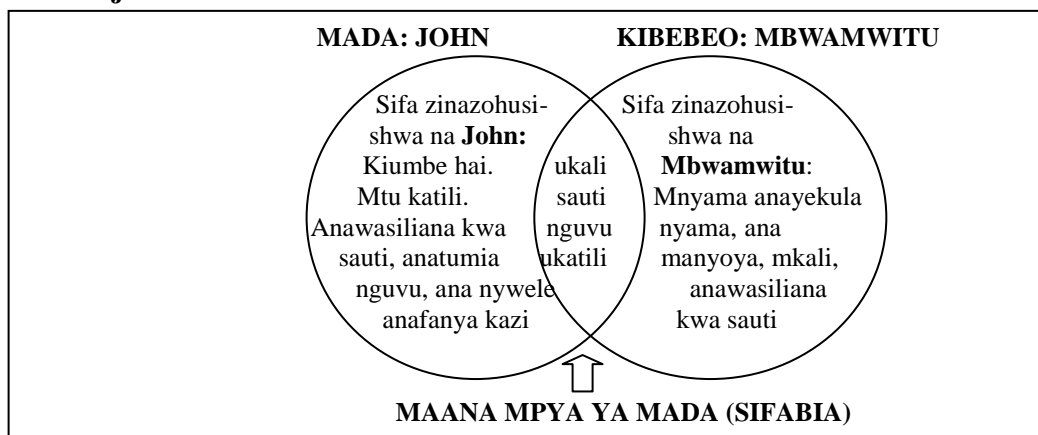 MADA: JOHN
KIBEBEO: MBWAMWITU
Sifa zinazohusi-
shwa na John:
Kiumbe hai.
Mtu katili.
Anawasiliana kwa
sauti, anatumia
nguvu, ana nywele
anafanya kazi
ukali
sauti
nguvu
ukatili
Sifa zinazohusi-
shwa na
Mbwamwitu:
Mnyama anayekula
nyama, ana
manyoya, mkali,
anawasiliana
kwa sauti
MAANA MPYA YA MADA (SIFABIA)